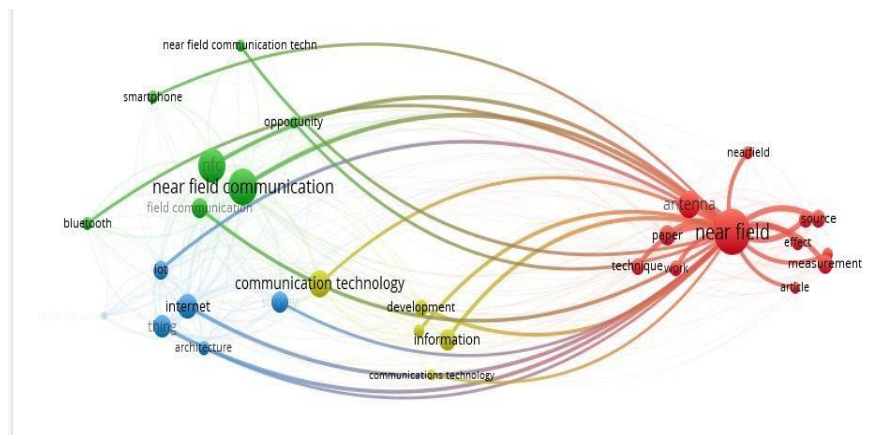 near field communication techn
smartphone
opportunity
nearfield
nfc
near field communication
antenna
field communication
bluetooth
source
near field
paper
effect
iot
technique
work
measurement
communication technology
article
internet
development
thing
information
architecture
communications technology